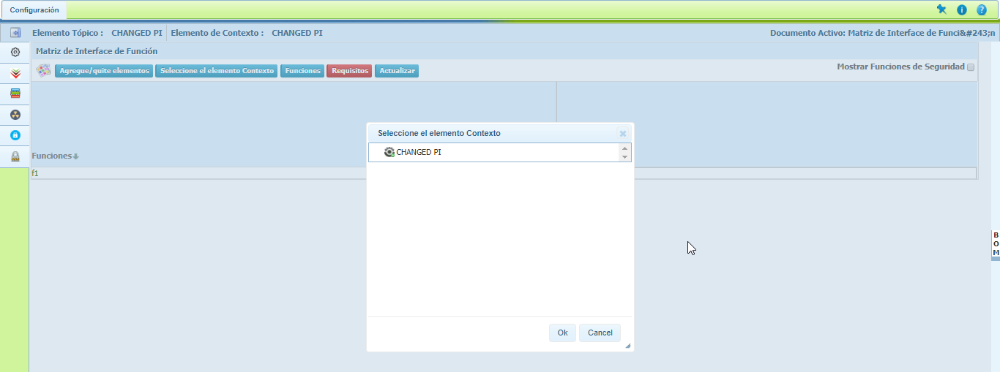 Configuración
Elemento Tópico : CHANGED PI Elemento de Contexto : CHANGED PI Documento Activo: Matriz de Interface de Funci&#243;n
Matriz de Interface de Función
Agregue/quite elementos Seleccione el elemento Contexto Funciones Requisitos Actualizar Mostrar Funciones de Seguridad
Seleccione el elemento Contexto
CHANGED PI
Funciones
f1
B
O
M
Ok Cancel